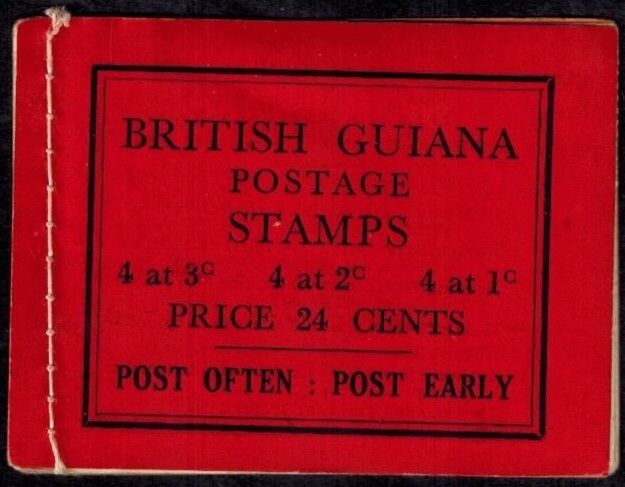 BRITISH GUIANA
POSTAGE
STAMPS
4 at 3ᶜ 4 at 2ᶜ 4 at 1ᶜ
PRICE 24 CENTS
POST OFTEN : POST EARLY